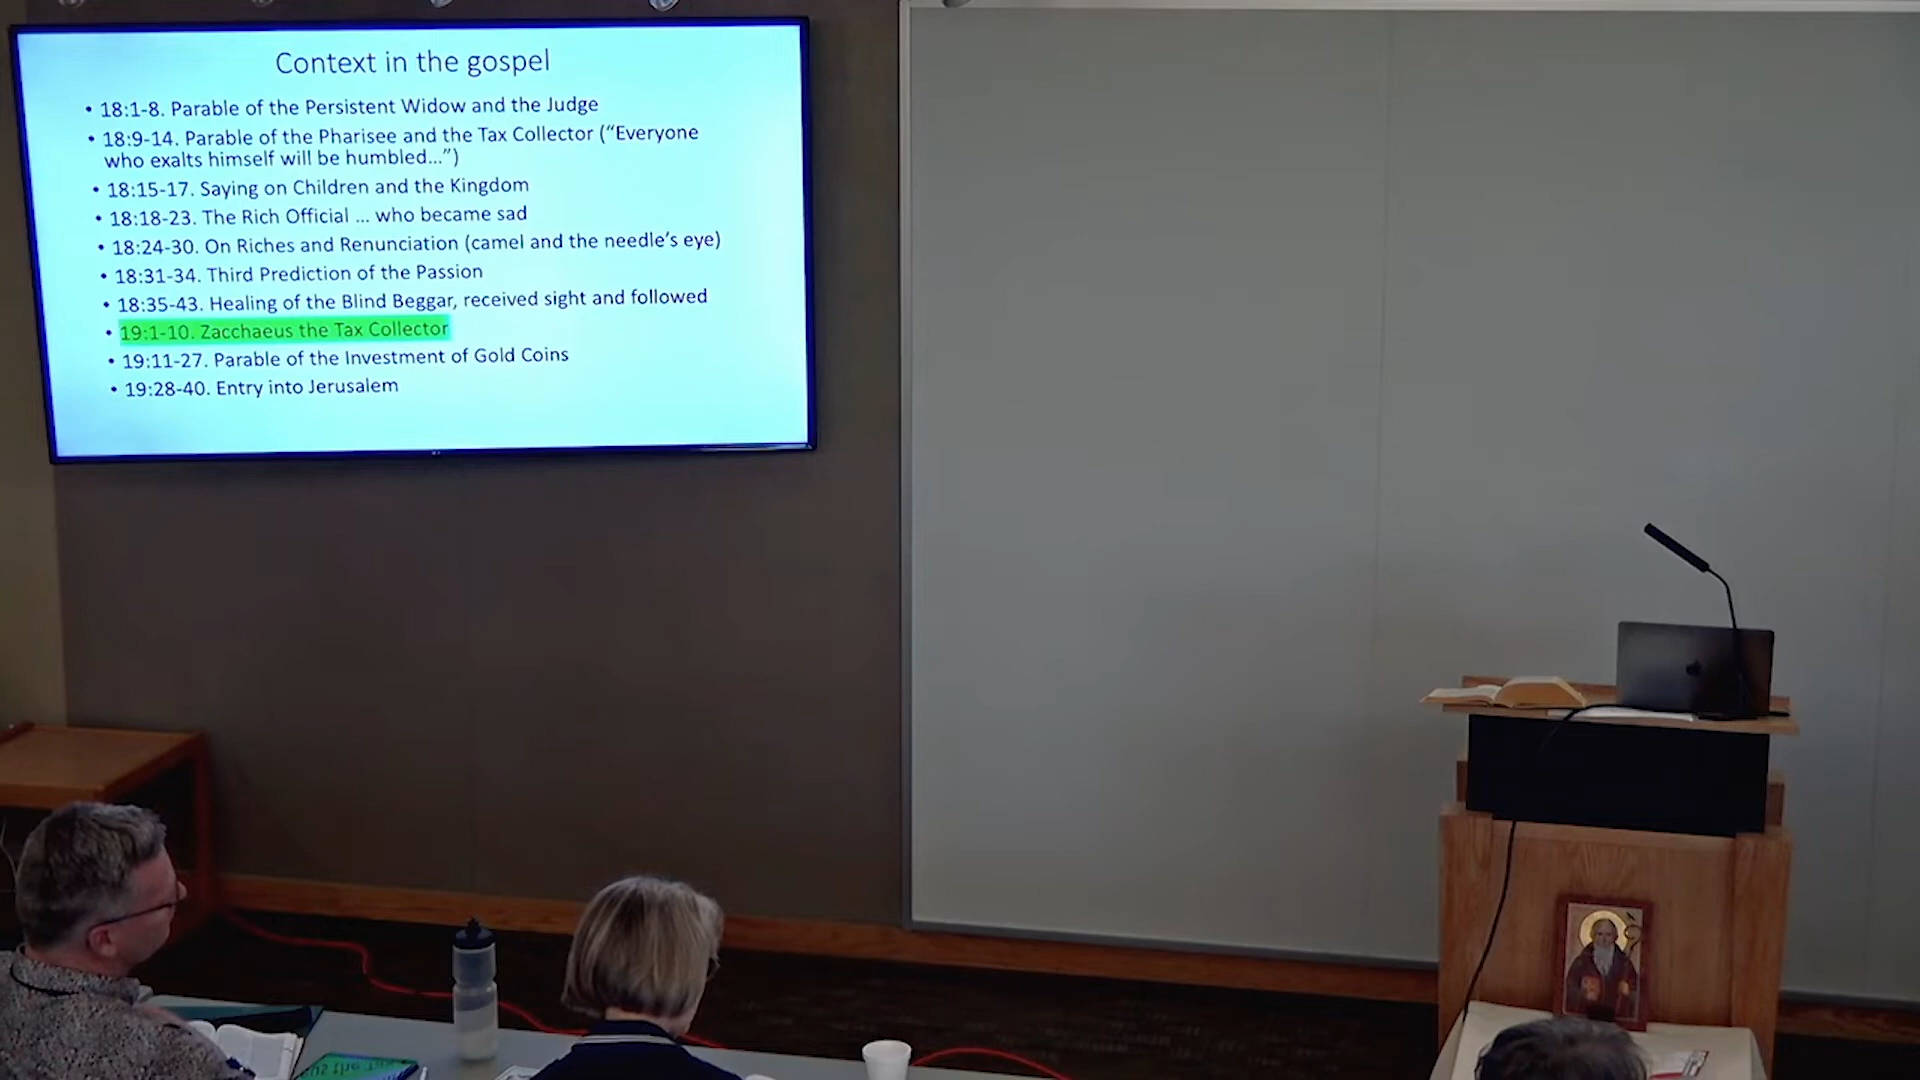 Context in the gospel
• 18:1-8. Parable of the Persistent Widow and the Judge
• 18:9-14. Parable of the Pharisee and the Tax Collector (“Everyone
who exalts himself will be humbled...”)
• 18:15-17. Saying on Children and the Kingdom
• 18:18-23. The Rich Official ... who became sad
• 18:24-30. On Riches and Renunciation (camel and the needle’s eye)
• 18:31-34. Third Prediction of the Passion
• 18:35-43. Healing of the Blind Beggar, received sight and followed
• 19:1-10. Zacchaeus the Tax Collector
• 19:11-27. Parable of the Investment of Gold Coins
• 19:28-40. Entry into Jerusalem